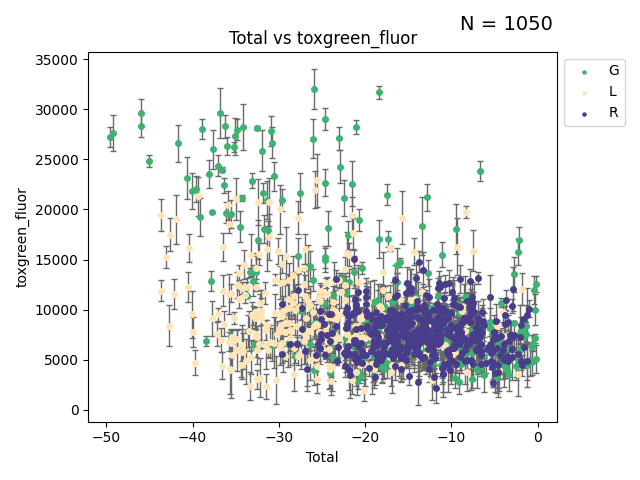 N = 1050
Total vs toxgreen_fluor
35000
30000
25000
20000
15000
10000
5000
0
toxgreen_fluor
−50 −40 −30 −20 −10 0
Total
G
L
R